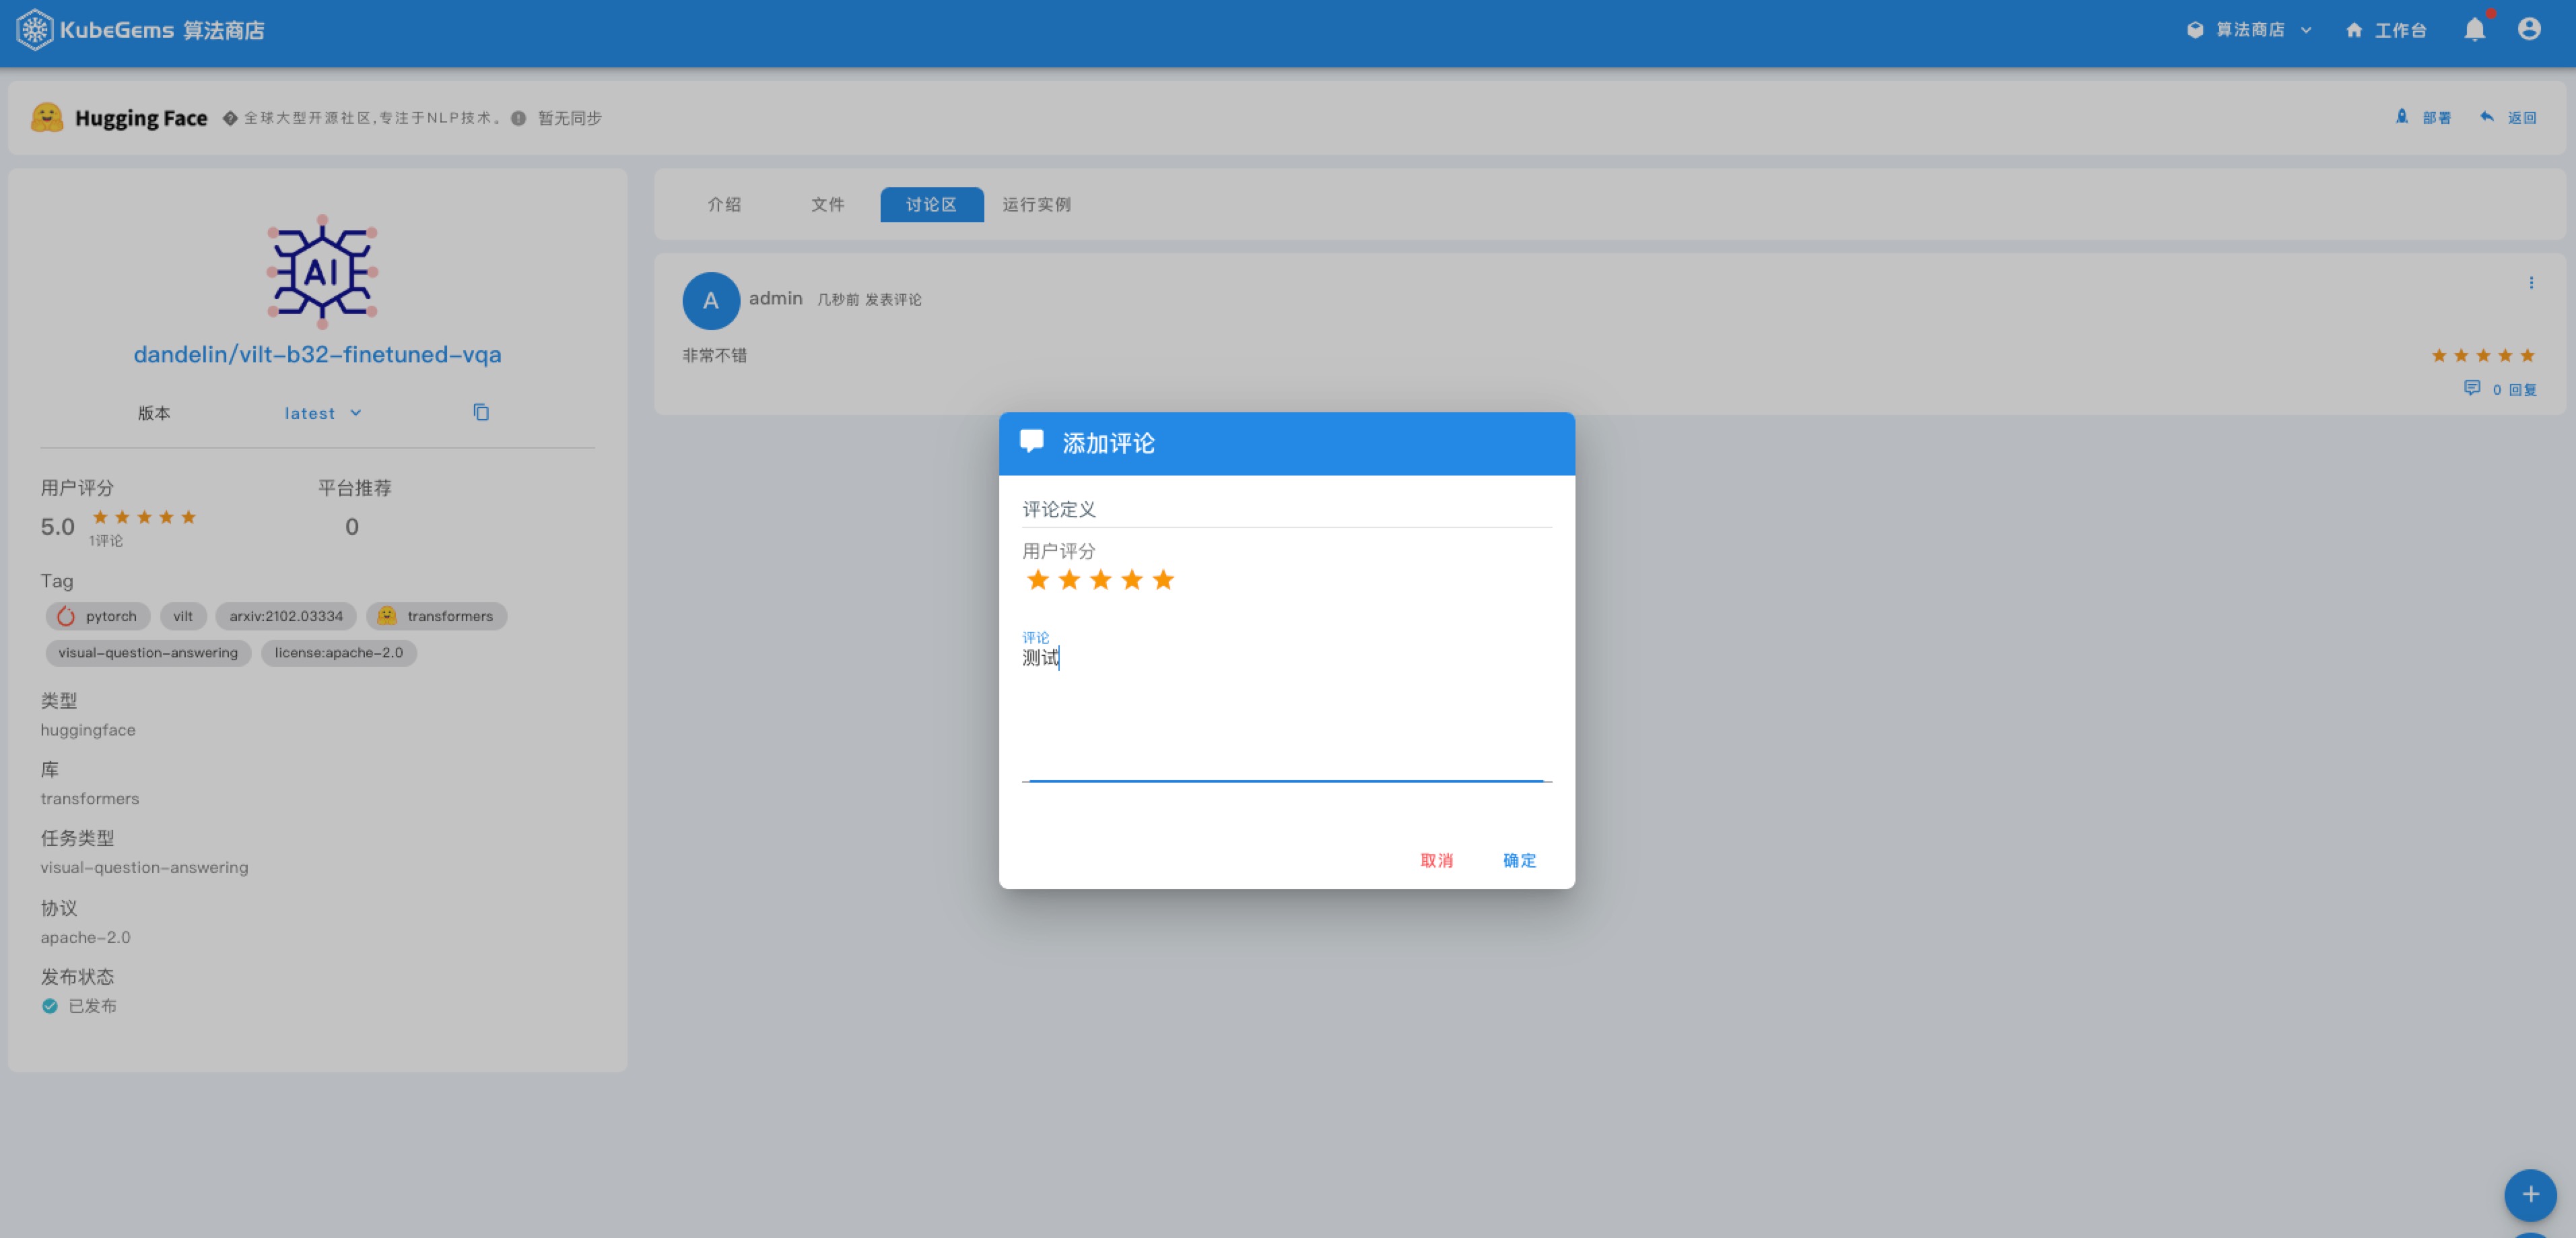 KubeGems 算法商店
算法商店
工作台
Hugging Face 全球大型开源社区,专注于NLP技术。 暂无同步
部署 返回
AI
dandelin/vilt-b32-finetuned-vqa
版本 latest
用户评分 平台推荐
5.0 1评论 0
Tag
pytorch vilt arxiv:2102.03334 transformers
visual-question-answering license:apache-2.0
类型
huggingface
库
transformers
任务类型
visual-question-answering
协议
apache-2.0
发布状态
已发布
介绍 文件 讨论区 运行实例
A admin 几秒前 发表评论
非常不错
0 回复
添加评论
评论定义
用户评分
评论
测试
取消 确定